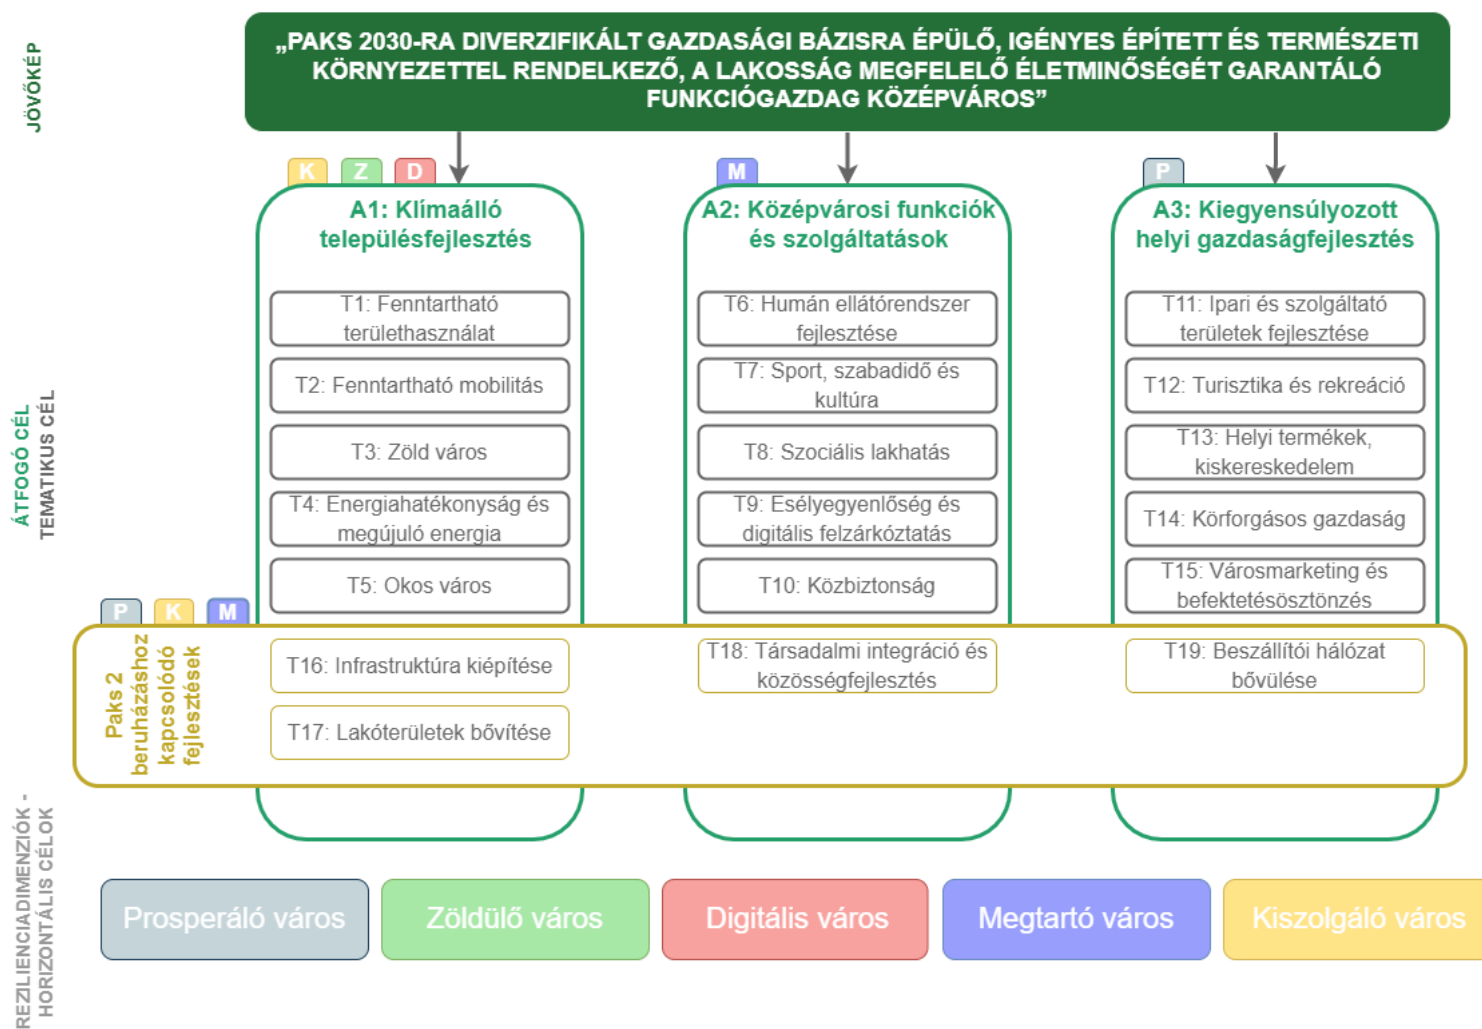 JÖVŐKÉP
„PAKS 2030-RA DIVERZIFIKÁLT GAZDASÁGI BÁZISRA ÉPÜLŐ, IGÉNYES ÉPÍTETT ÉS TERMÉSZETI
KÖRNYEZETTEL RENDELKEZŐ, A LAKOSSÁG MEGFELELŐ ÉLETMINŐSÉGÉT GARANTÁLÓ
FUNKCIÓGAZDAG KÖZÉPVÁROS”
K Z D
A1: Klímaálló
településfejlesztés
T1: Fenntartható
területhasználat
T2: Fenntartható mobilitás
T3: Zöld város
T4: Energiahatékonyság és
megújuló energia
T5: Okos város
M
A2: Középvárosi funkciók
és szolgáltatások
T6: Humán ellátórendszer
fejlesztése
T7: Sport, szabadidő és
kultúra
T8: Szociális lakhatás
T9: Esélyegyenlőség és
digitális felzárkóztatás
T10: Közbiztonság
P
A3: Kiegyensúlyozott
helyi gazdaságfejlesztés
T11: Ipari és szolgáltató
területek fejlesztése
T12: Turisztika és rekreáció
T13: Helyi termékek,
kiskereskedelem
T14: Körforgásos gazdaság
T15: Városmarketing és
befektetésösztönzés
ÁTFOGÓ CÉL
TEMATIKUS CÉL
P K M
Paks 2
beruházáshoz
kapcsolódó
fejlesztések
T16: Infrastruktúra kiépítése
T17: Lakóterületek bővítése
T18: Társadalmi integráció és
közösségfejlesztés
T19: Beszállítói hálózat
bővülése
REZILIENCIADIMENZIÓK -
HORIZONTÁLIS CÉLOK
Prosperáló város
Zöldülő város
Digitális város
Megtartó város
Kiszolgáló város